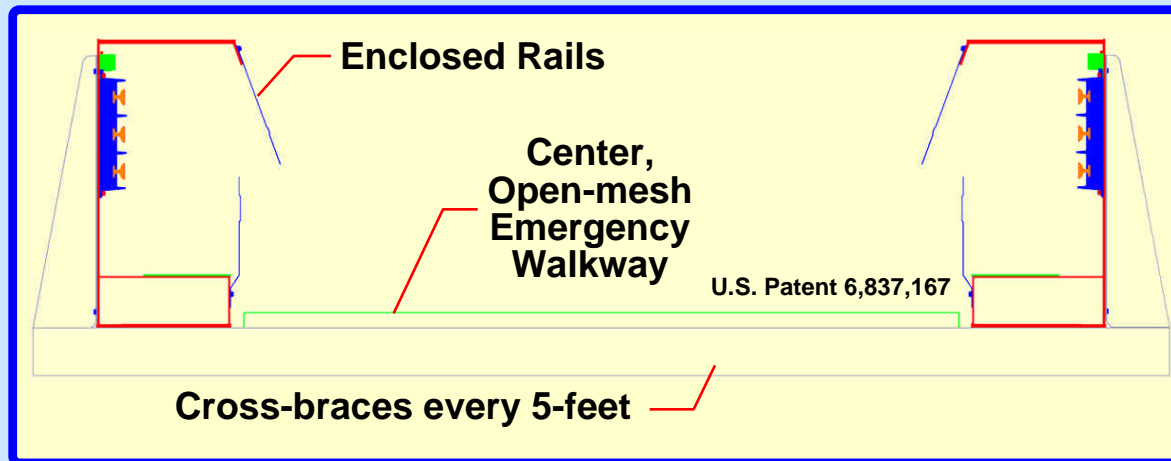 Enclosed Rails
Center,
Open-mesh
Emergency
Walkway
U.S. Patent 6,837,167
Cross-braces every 5-feet